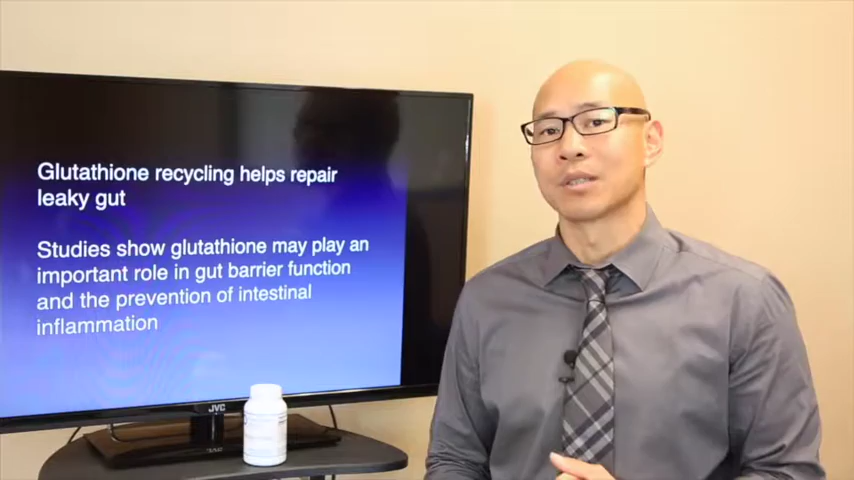 Glutathione recycling helps repair
leaky gut
Studies show glutathione may play an
important role in gut barrier function
and the prevention of intestinal
inflammation
JVC